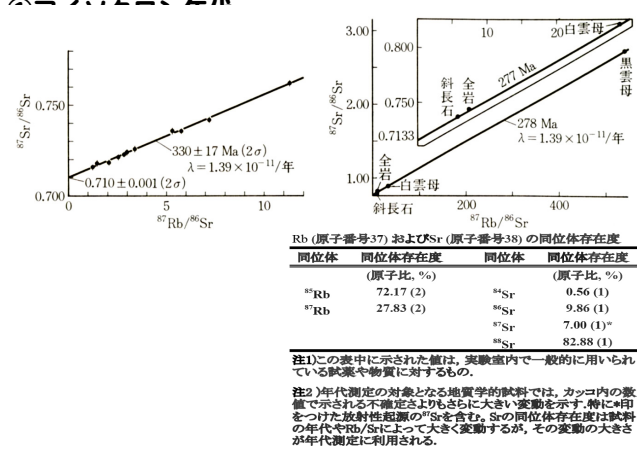 ①アイソクロン年代
0.750
0.700
⁸⁷Sr/⁸⁶Sr
330±17 Ma (2σ)
λ=1.39×10⁻¹¹/年
0.710±0.001 (2σ)
0
5
10
⁸⁷Rb/⁸⁶Sr
3.00
2.00
1.00
⁸⁷Sr/⁸⁶Sr
10
20
0.800
0.750
0.7133
白雲母
斜長石
全岩
277 Ma
黒雲母
278 Ma
λ=1.39×10⁻¹¹/年
全岩
白雲母
斜長石
200
400
⁸⁷Rb/⁸⁶Sr
Rb (原子番号37) およびSr (原子番号38) の同位体存在度
同位体 同位体存在度 同位体 同位体存在度
(原子比, %) (原子比, %)
⁸⁵Rb 72.17 (2) ⁸⁴Sr 0.56 (1)
⁸⁷Rb 27.83 (2) ⁸⁶Sr 9.86 (1)
⁸⁷Sr 7.00 (1)*
⁸⁸Sr 82.88 (1)
注1)この表中に示された値は, 実験室内で一般的に用いられ
ている試薬や物質に対するもの.
注2 )年代測定の対象となる地質学的試料では, カッコ内の数
値で示される不確定さよりもさらに大きい変動を示す.特に*印
をつけた放射性起源の⁸⁷Srを含む。Srの同位体存在度は試料
の年代やRb/Srによって大きく変動するが, その変動の大きさ
が年代測定に利用される.